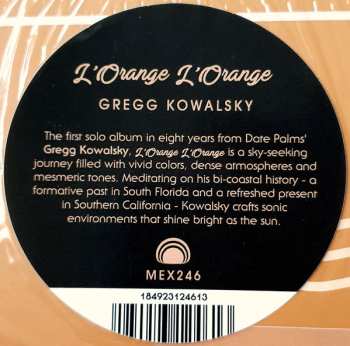 L'Orange L'Orange
GREGG KOWALSKY
The first solo album in eight years from Date Palms'
Gregg Kowalsky, L'Orange L'Orange is a sky-seeking
journey filled with vivid colors, dense atmospheres and
mesmeric tones. Meditating on his bi-coastal history - a
formative past in South Florida and a refreshed present
in Southern California - Kowalsky crafts sonic
environments that shine bright as the sun.
MEX246
184923124613